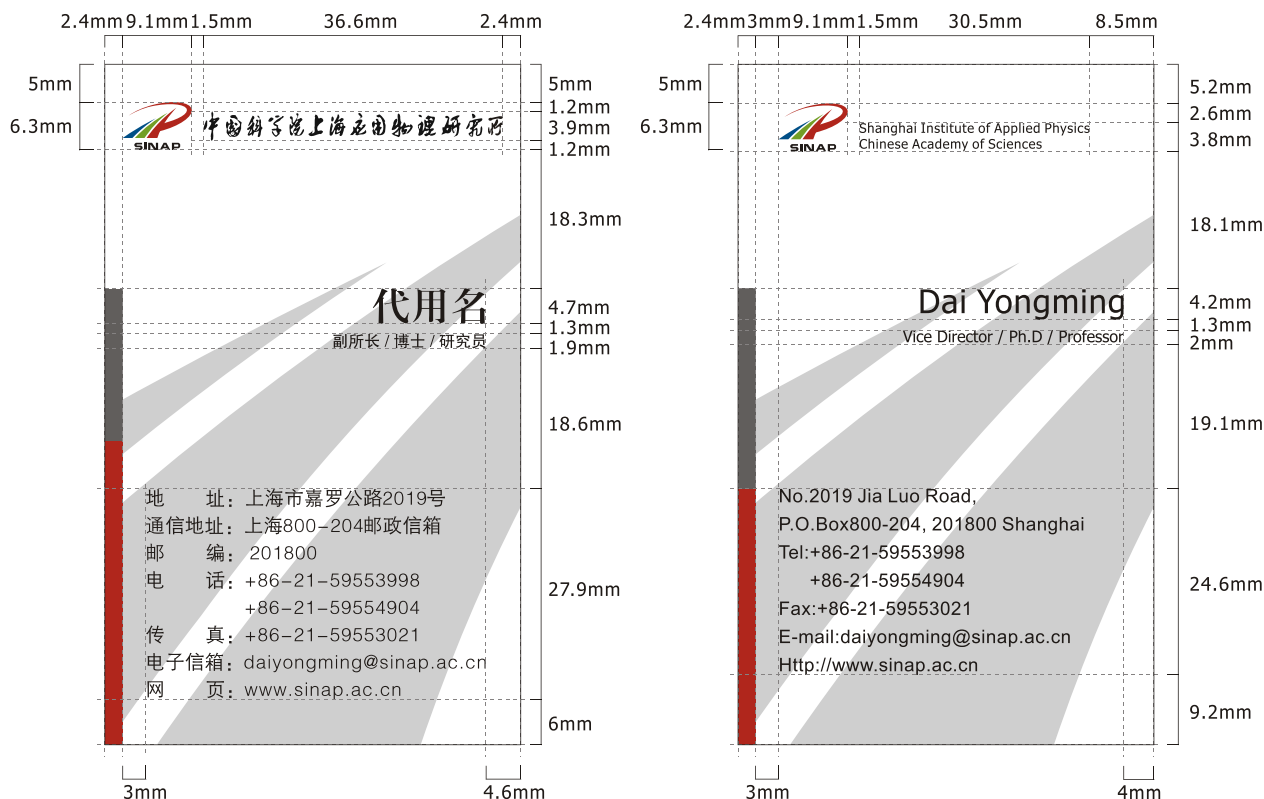 2.4mm 9.1mm 1.5mm 36.6mm 2.4mm
5mm
6.3mm
5mm
1.2mm
3.9mm
1.2mm
SINAP
中国科学院上海应用物理研究所
18.3mm
代用名
副所长 / 博士 / 研究员
4.7mm
1.3mm
1.9mm
18.6mm
地 址：上海市嘉罗公路2019号
通信地址：上海800-204邮政信箱
邮 编：201800
电 话：+86-21-59553998
+86-21-59554904
传 真：+86-21-59553021
电子信箱：daiyongming@sinap.ac.cn
网 页：www.sinap.ac.cn
27.9mm
6mm
3mm 4.6mm
2.4mm 3mm 9.1mm 1.5mm 30.5mm 8.5mm
5mm
6.3mm
5.2mm
2.6mm
3.8mm
SINAP
Shanghai Institute of Applied Physics
Chinese Academy of Sciences
18.1mm
Dai Yongming
Vice Director / Ph.D / Professor
4.2mm
1.3mm
2mm
19.1mm
No.2019 Jia Luo Road,
P.O.Box800-204, 201800 Shanghai
Tel:+86-21-59553998
+86-21-59554904
Fax:+86-21-59553021
E-mail:daiyongming@sinap.ac.cn
Http://www.sinap.ac.cn
24.6mm
9.2mm
3mm 4mm